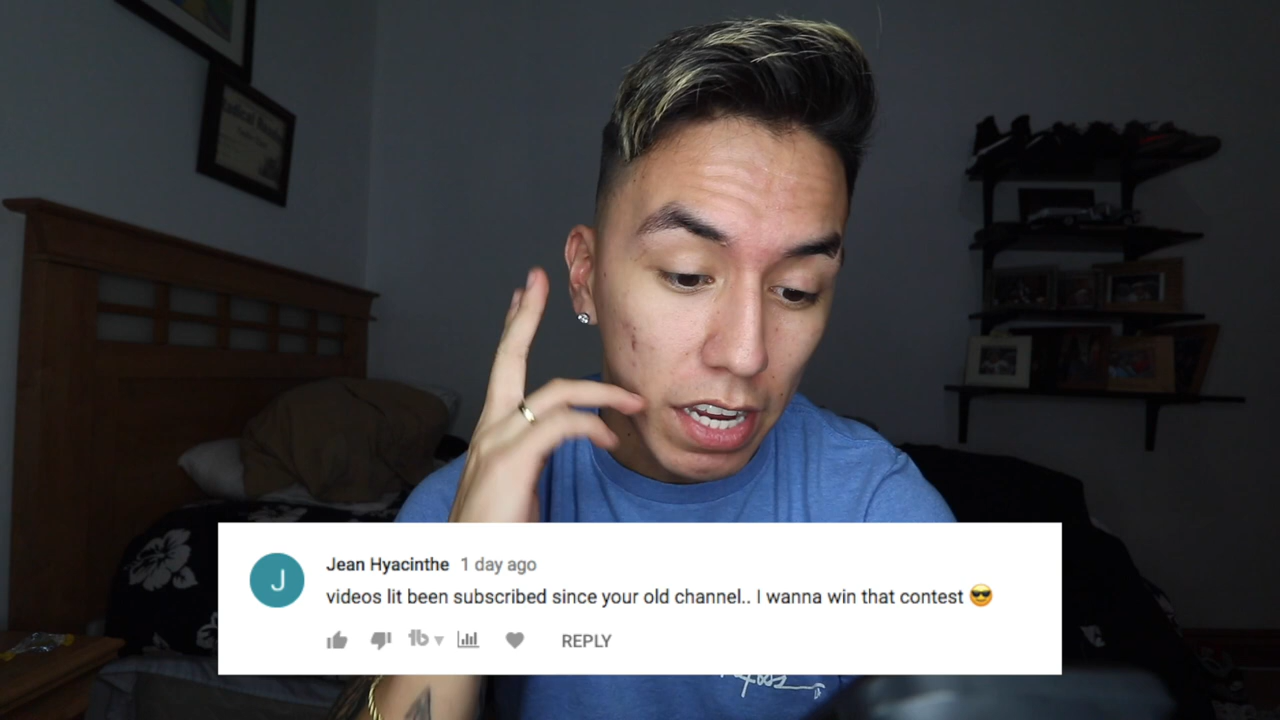 Jean Hyacinthe 1 day ago
videos lit been subscribed since your old channel.. I wanna win that contest 😎
REPLY
J